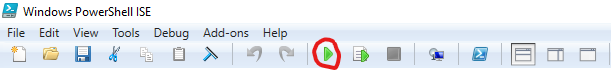 Windows PowerShell ISE
File Edit View Tools Debug Add-ons Help